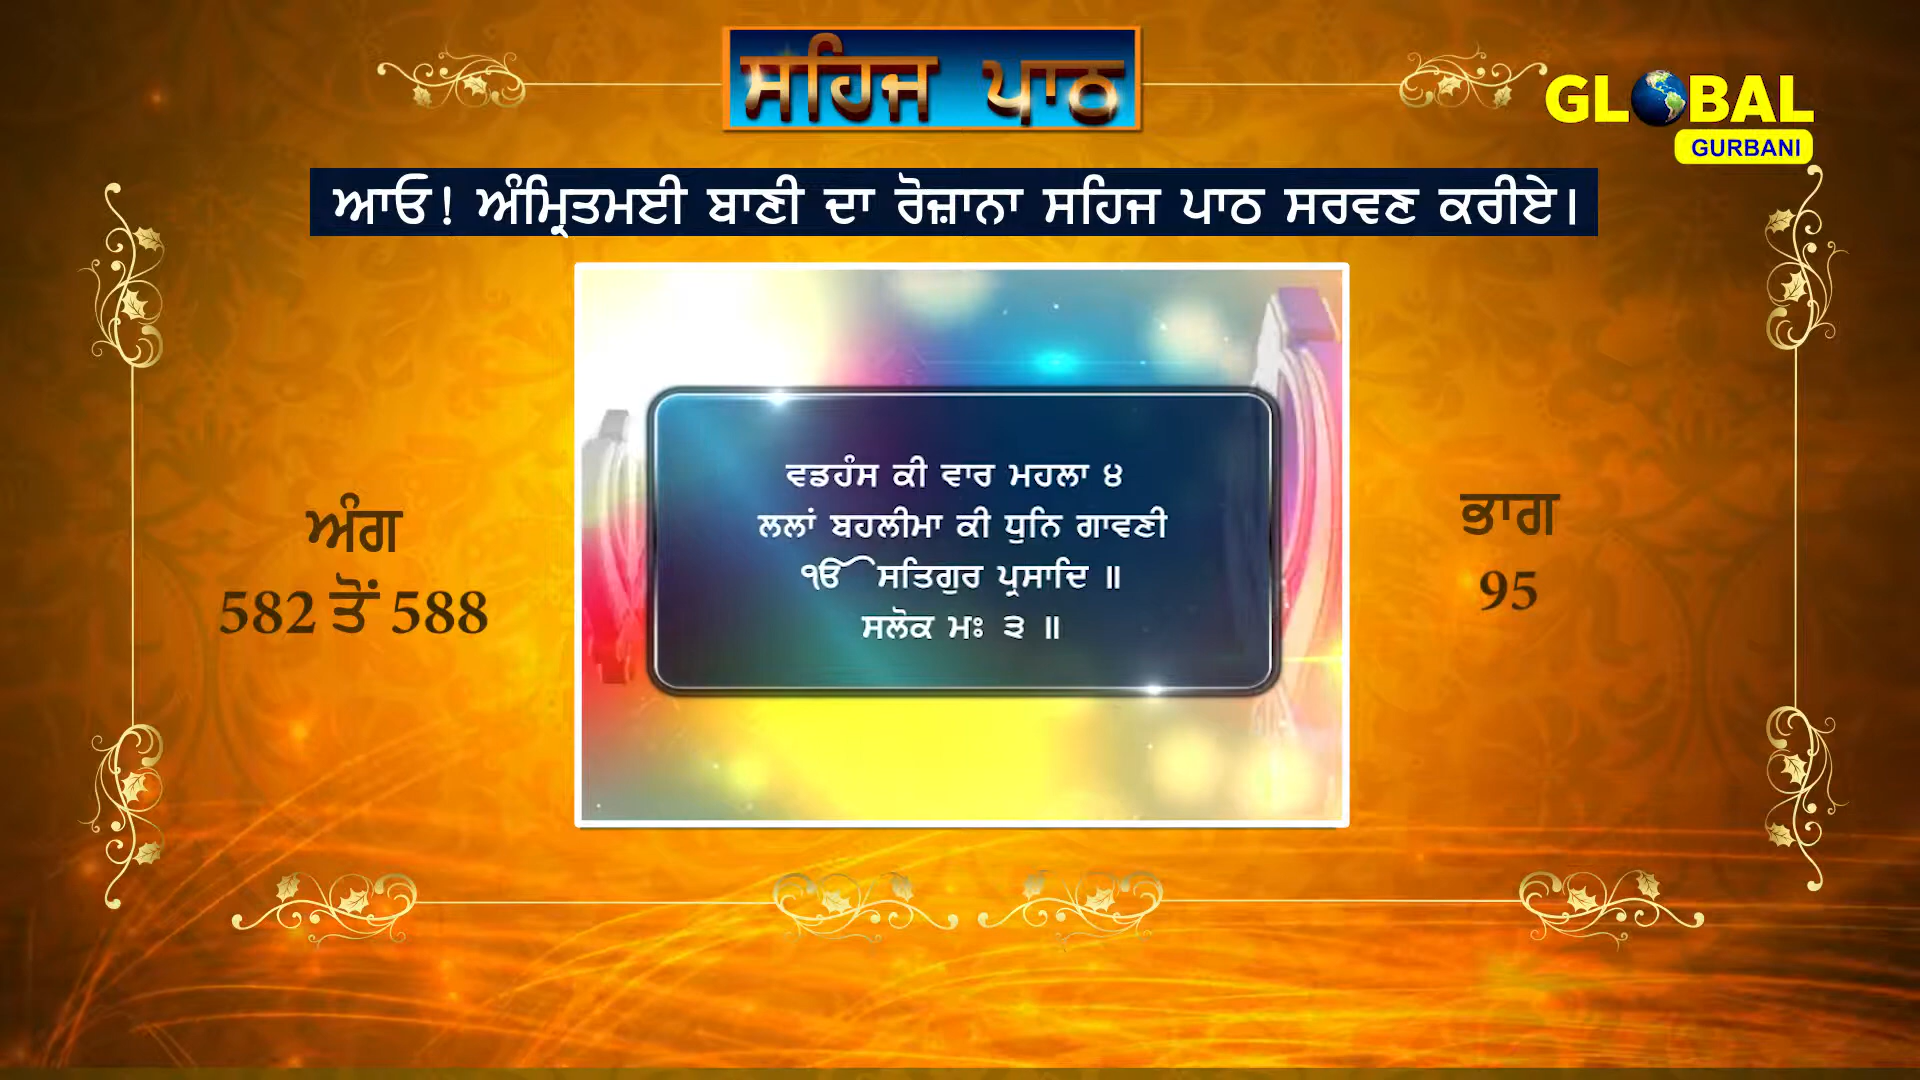 ਸਹਿਜ ਪਾਠ
GLOBAL
GURBANI
ਆਓ! ਅੰਮ੍ਰਿਤਮਈ ਬਾਣੀ ਦਾ ਰੋਜ਼ਾਨਾ ਸਹਿਜ ਪਾਠ ਸਰਵਣ ਕਰੀਏ।
ਵਡਹੰਸ ਕੀ ਵਾਰ ਮਹਲਾ ੪
ਲਲਾਂ ਬਹਲੀਮਾ ਕੀ ਧੁਨਿ ਗਾਵਣੀ
ੴ ਸਤਿਗੁਰ ਪ੍ਰਸਾਦਿ ॥
ਸਲੋਕ ਮਃ ੩ ॥
ਅੰਗ
582 ਤੋਂ 588
ਭਾਗ
95